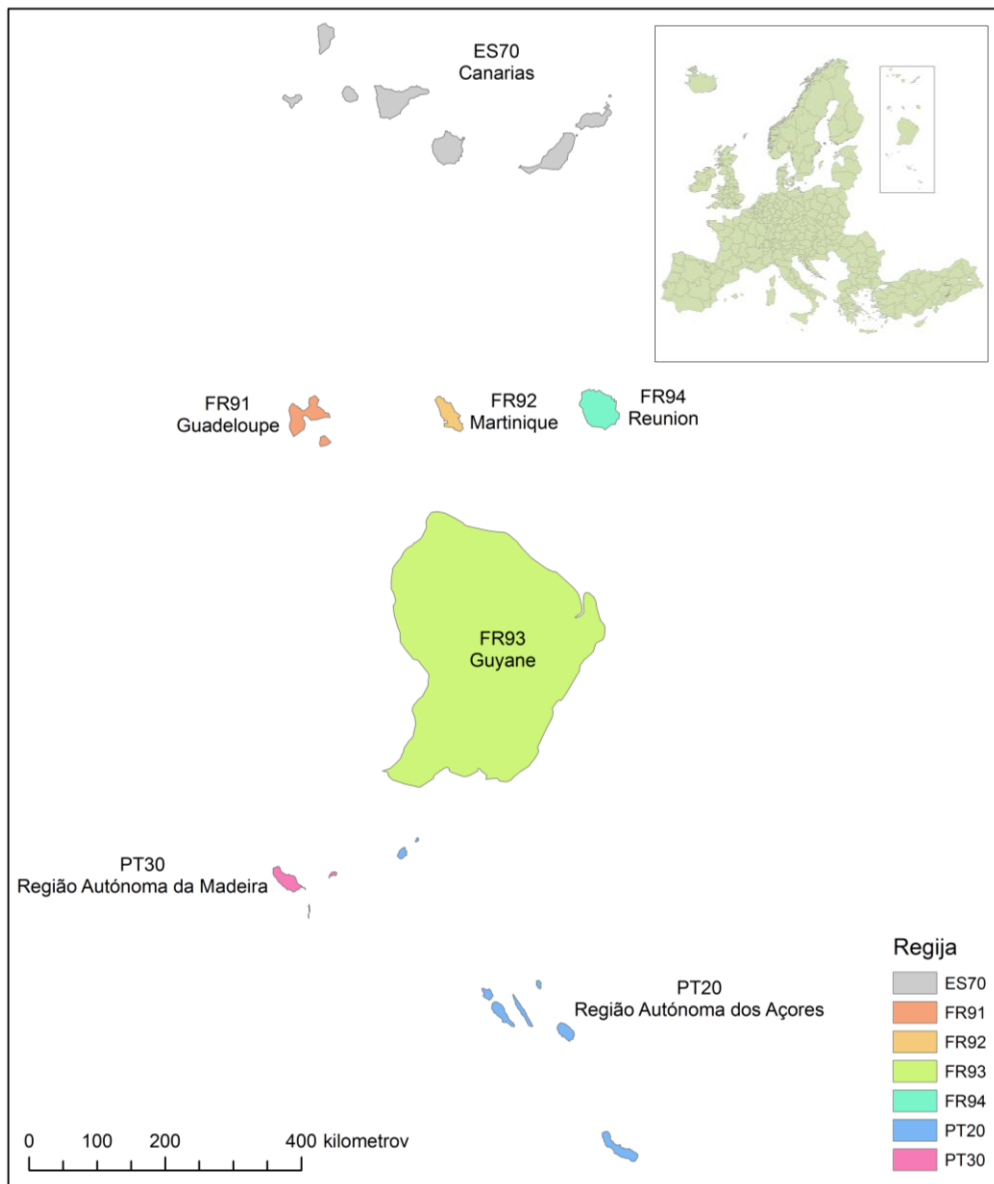 ES70
Canarias
FR91
Guadeloupe
FR92
Martinique
FR94
Reunion
FR93
Guyane
PT30
Região Autónoma da Madeira
PT20
Região Autónoma dos Açores
Regija
ES70
FR91
FR92
FR93
FR94
PT20
PT30
0 100 200 400 kilometrov